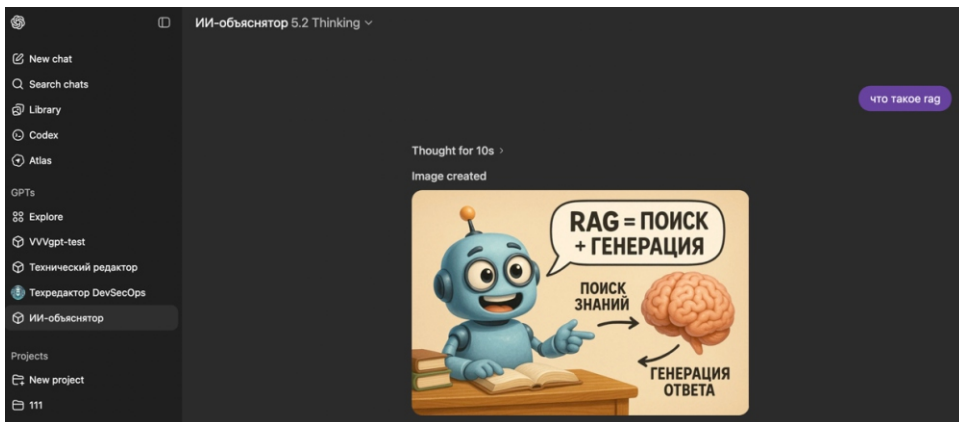 ИИ-объяснятор 5.2 Thinking
New chat
Search chats
Library
Codex
Atlas
GPTs
Explore
VVVgpt-test
Технический редактор
Техредактор DevSecOps
ИИ-объяснятор
Projects
New project
111
что такое rag
Thought for 10s
Image created
RAG = ПОИСК
+ ГЕНЕРАЦИЯ
ПОИСК
ЗНАНИЙ
ГЕНЕРАЦИЯ
ОТВЕТА